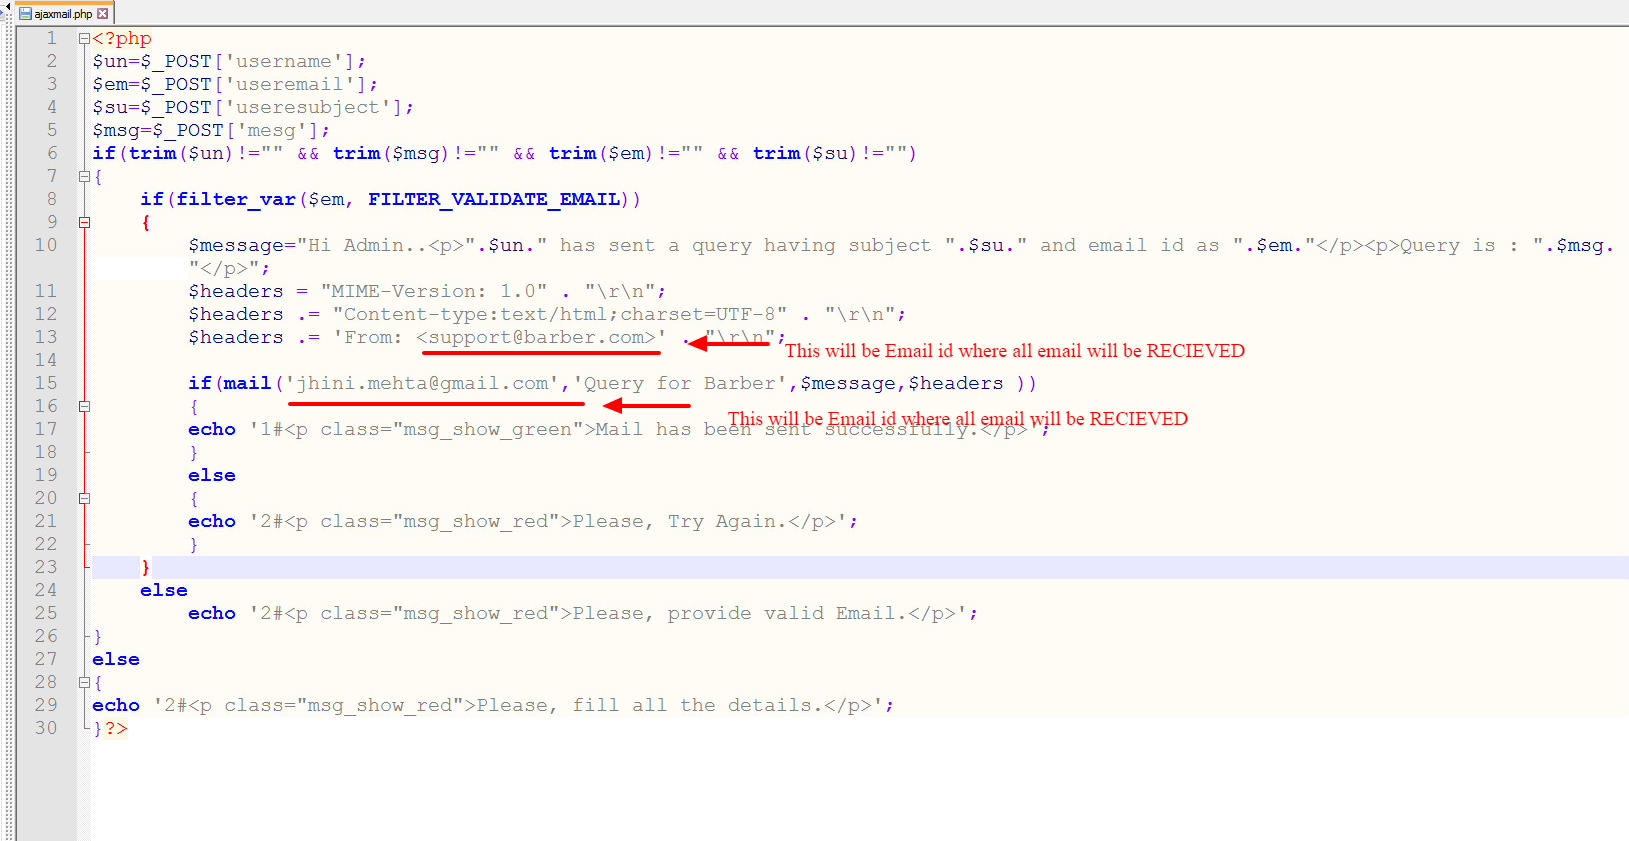 ajaxmail.php
1 <?php
2 $un=$_POST['username'];
3 $em=$_POST['useremail'];
4 $su=$_POST['useresubject'];
5 $msg=$_POST['mesg'];
6 if(trim($un)!="" && trim($msg)!="" && trim($em)!="" && trim($su)!="")
7 {
8 if(filter_var($em, FILTER_VALIDATE_EMAIL))
9 {
10 $message="Hi Admin..<p>".$un." has sent a query having subject ".$su." and email id as ".$em."</p><p>Query is : ".$msg.
"</p>";
11 $headers = "MIME-Version: 1.0" . "\r\n";
12 $headers .= "Content-type:text/html;charset=UTF-8" . "\r\n";
13 $headers .= 'From: <support@barber.com>' . "\r\n"; This will be Email id where all email will be RECIEVED
14
15 if(mail('jhini.mehta@gmail.com','Query for Barber',$message,$headers ))
16 {
This will be Email id where all email will be RECIEVED
17 echo '1#<p class="msg_show_green">Mail has been sent successfully.</p>';
18 }
19 else
20 {
21 echo '2#<p class="msg_show_red">Please, Try Again.</p>';
22 }
23 }
24 else
25 echo '2#<p class="msg_show_red">Please, provide valid Email.</p>';
26 }
27 else
28 {
29 echo '2#<p class="msg_show_red">Please, fill all the details.</p>';
30 }?>